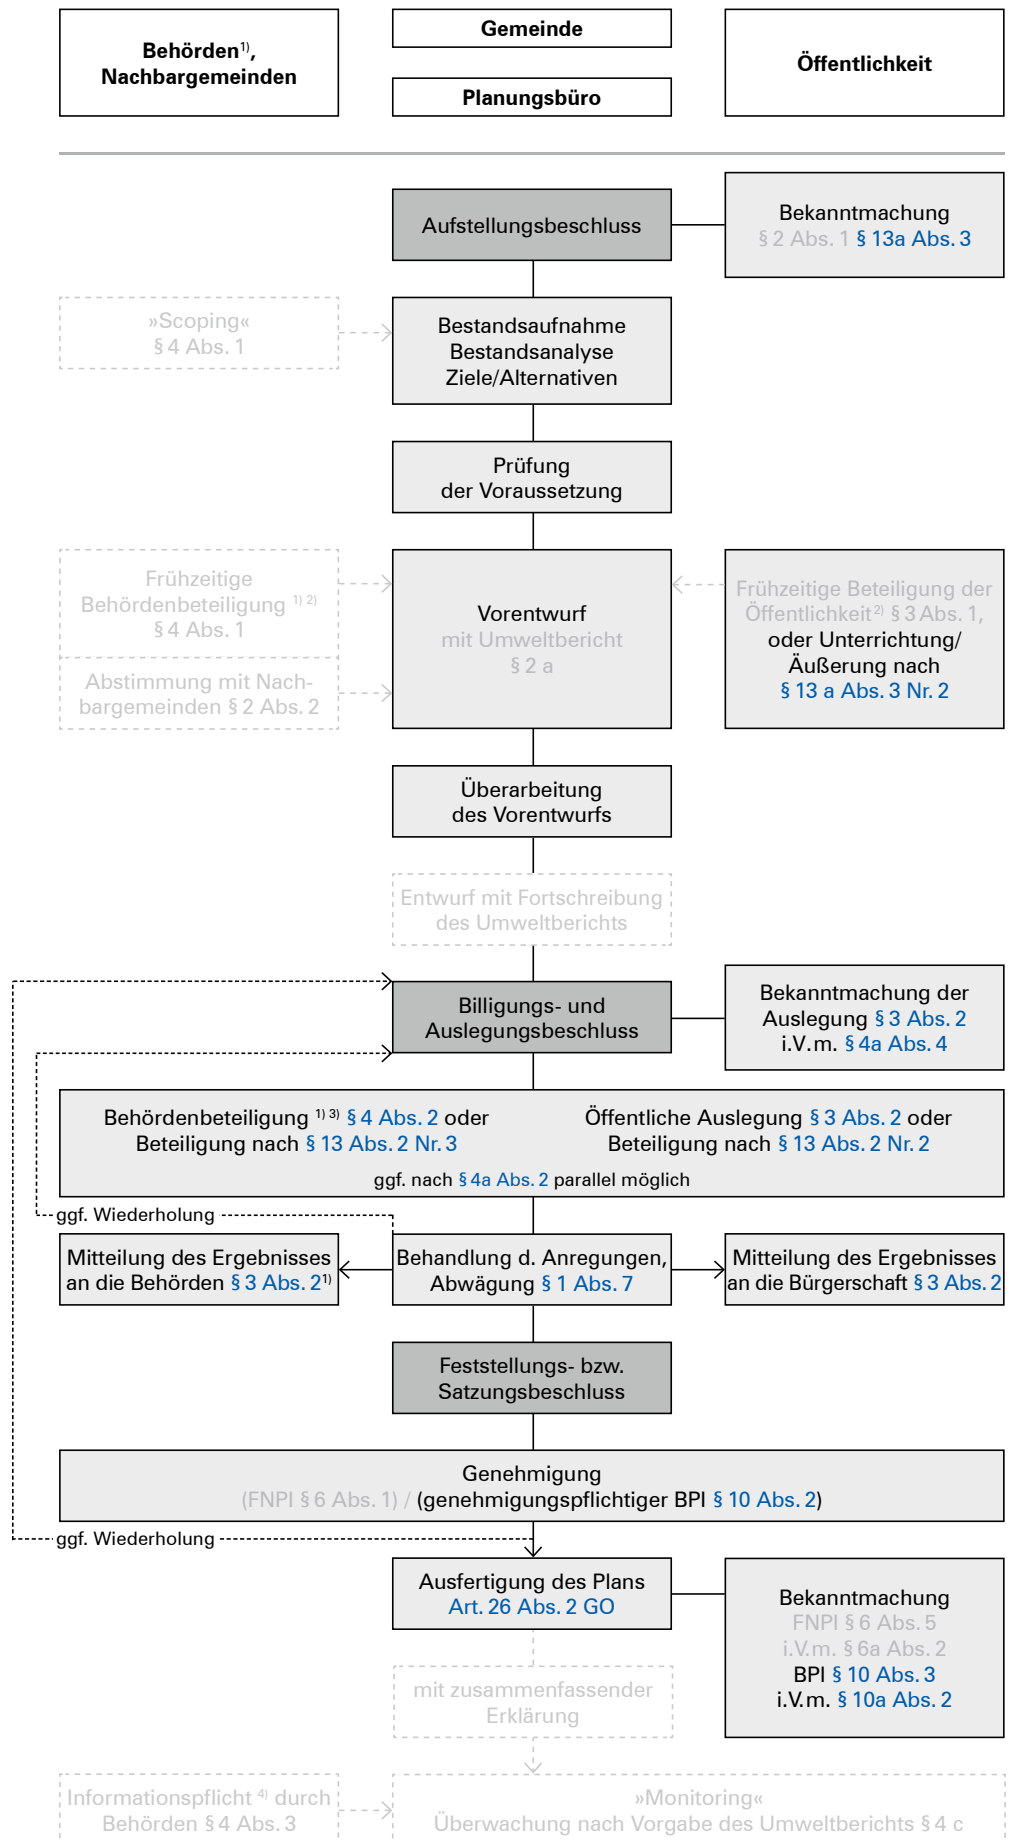 Behörden¹⁾,
Nachbargemeinden
Gemeinde
Planungsbüro
Öffentlichkeit
Aufstellungsbeschluss
Bekanntmachung
§ 2 Abs. 1 § 13a Abs. 3
»Scoping«
§ 4 Abs. 1
Bestandsaufnahme
Bestandsanalyse
Ziele/Alternativen
Prüfung
der Voraussetzung
Frühzeitige
Behördenbeteiligung ¹⁾ ²⁾
§ 4 Abs. 1
Abstimmung mit Nach-
bargemeinden § 2 Abs. 2
Vorentwurf
mit Umweltbericht
§ 2 a
Frühzeitige Beteiligung der
Öffentlichkeit²⁾ § 3 Abs. 1,
oder Unterrichtung/
Äußerung nach
§ 13 a Abs. 3 Nr. 2
Überarbeitung
des Vorentwurfs
Entwurf mit Fortschreibung
des Umweltberichts
Billigungs- und
Auslegungsbeschluss
Bekanntmachung der
Auslegung § 3 Abs. 2
i.V.m. § 4a Abs. 4
Behördenbeteiligung ¹⁾ ³⁾ § 4 Abs. 2 oder
Beteiligung nach § 13 Abs. 2 Nr. 3
Öffentliche Auslegung § 3 Abs. 2 oder
Beteiligung nach § 13 Abs. 2 Nr. 2
ggf. nach § 4a Abs. 2 parallel möglich
ggf. Wiederholung
Mitteilung des Ergebnisses
an die Behörden § 3 Abs. 2¹⁾
Behandlung d. Anregungen,
Abwägung § 1 Abs. 7
Mitteilung des Ergebnisses
an die Bürgerschaft § 3 Abs. 2
Feststellungs- bzw.
Satzungsbeschluss
Genehmigung
(FNPl § 6 Abs. 1) / (genehmigungspflichtiger BPl § 10 Abs. 2)
ggf. Wiederholung
Ausfertigung des Plans
Art. 26 Abs. 2 GO
Bekanntmachung
FNPl § 6 Abs. 5
i.V.m. § 6a Abs. 2
BPl § 10 Abs. 3
i.V.m. § 10a Abs. 2
mit zusammenfassender
Erklärung
Informationspflicht ⁴⁾ durch
Behörden § 4 Abs. 3
»Monitoring«
Überwachung nach Vorgabe des Umweltberichts § 4 c